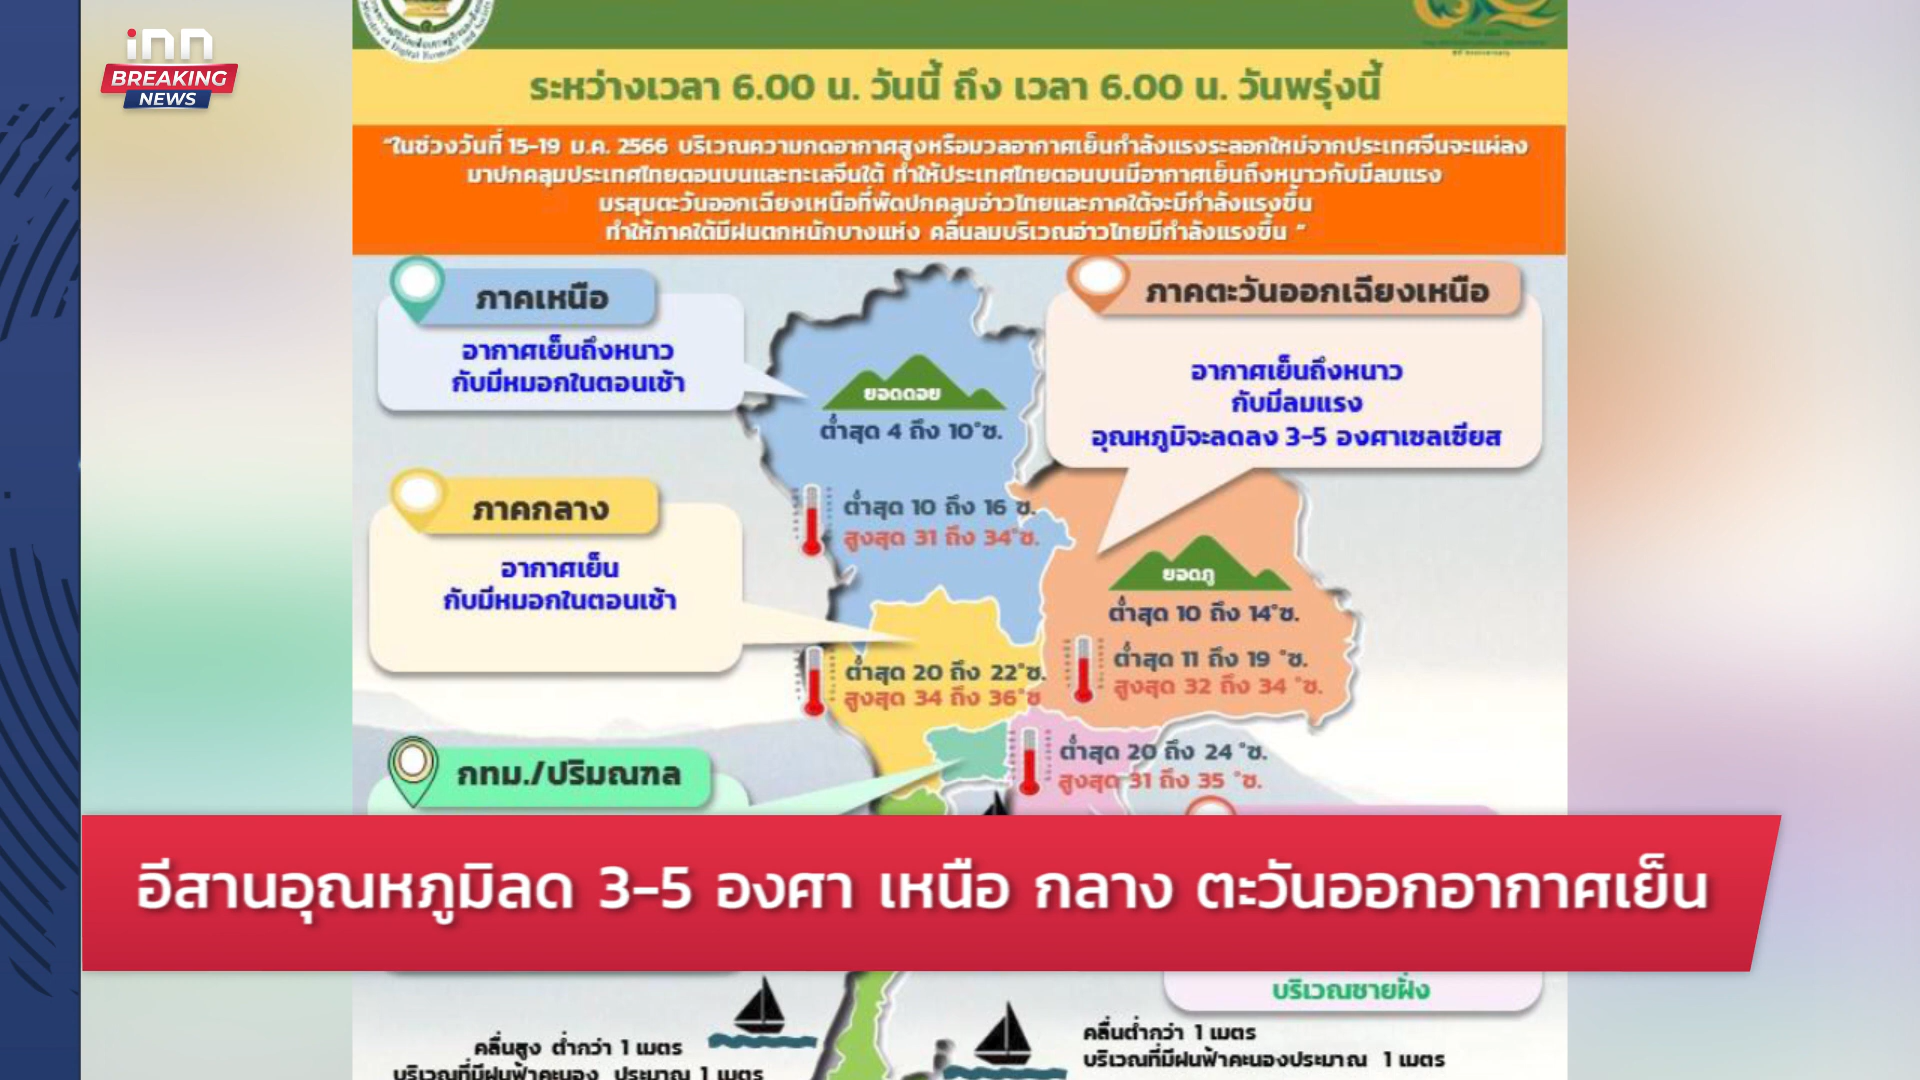 inn
BREAKING
NEWS
ระหว่างเวลา 6.00 น. วันนี้ ถึง เวลา 6.00 น. วันพรุ่งนี้
“ในช่วงวันที่ 15-19 ม.ค. 2566 บริเวณความกดอากาศสูงหรือมวลอากาศเย็นกำลังแรงระลอกใหม่จากประเทศจีนจะแผ่ลง
มาปกคลุมประเทศไทยตอนบนและทะเลจีนใต้ ทำให้ประเทศไทยตอนบนมีอากาศเย็นถึงหนาวกับมีลมแรง
มรสุมตะวันออกเฉียงเหนือที่พัดปกคลุมอ่าวไทยและภาคใต้จะมีกำลังแรงขึ้น
ทำให้ภาคใต้มีฝนตกหนักบางแห่ง คลื่นลมบริเวณอ่าวไทยมีกำลังแรงขึ้น ”
ภาคเหนือ
อากาศเย็นถึงหนาว
กับมีหมอกในตอนเช้า
ยอดดอย
ต่ำสุด 4 ถึง 10°ซ.
ต่ำสุด 10 ถึง 16 ซ.
สูงสุด 31 ถึง 34°ซ.
ภาคตะวันออกเฉียงเหนือ
อากาศเย็นถึงหนาว
กับมีลมแรง
อุณหภูมิจะลดลง 3-5 องศาเซลเซียส
ยอดภู
ต่ำสุด 10 ถึง 14°ซ.
ต่ำสุด 11 ถึง 19 °ซ.
สูงสุด 32 ถึง 34 °ซ.
ภาคกลาง
อากาศเย็น
กับมีหมอกในตอนเช้า
ต่ำสุด 20 ถึง 22°ซ.
สูงสุด 34 ถึง 36°ซ
กทม./ปริมณฑล
ต่ำสุด 20 ถึง 24 °ซ.
สูงสุด 31 ถึง 35 °ซ.
อีสานอุณหภูมิลด 3-5 องศา เหนือ กลาง ตะวันออกอากาศเย็น
บริเวณชายฝั่ง
คลื่นสูง ต่ำกว่า 1 เมตร
บริเวณที่มีฝนฟ้าคะนอง ประมาณ 1 เมตร
คลื่นต่ำกว่า 1 เมตร
บริเวณที่มีฝนฟ้าคะนองประมาณ 1 เมตร